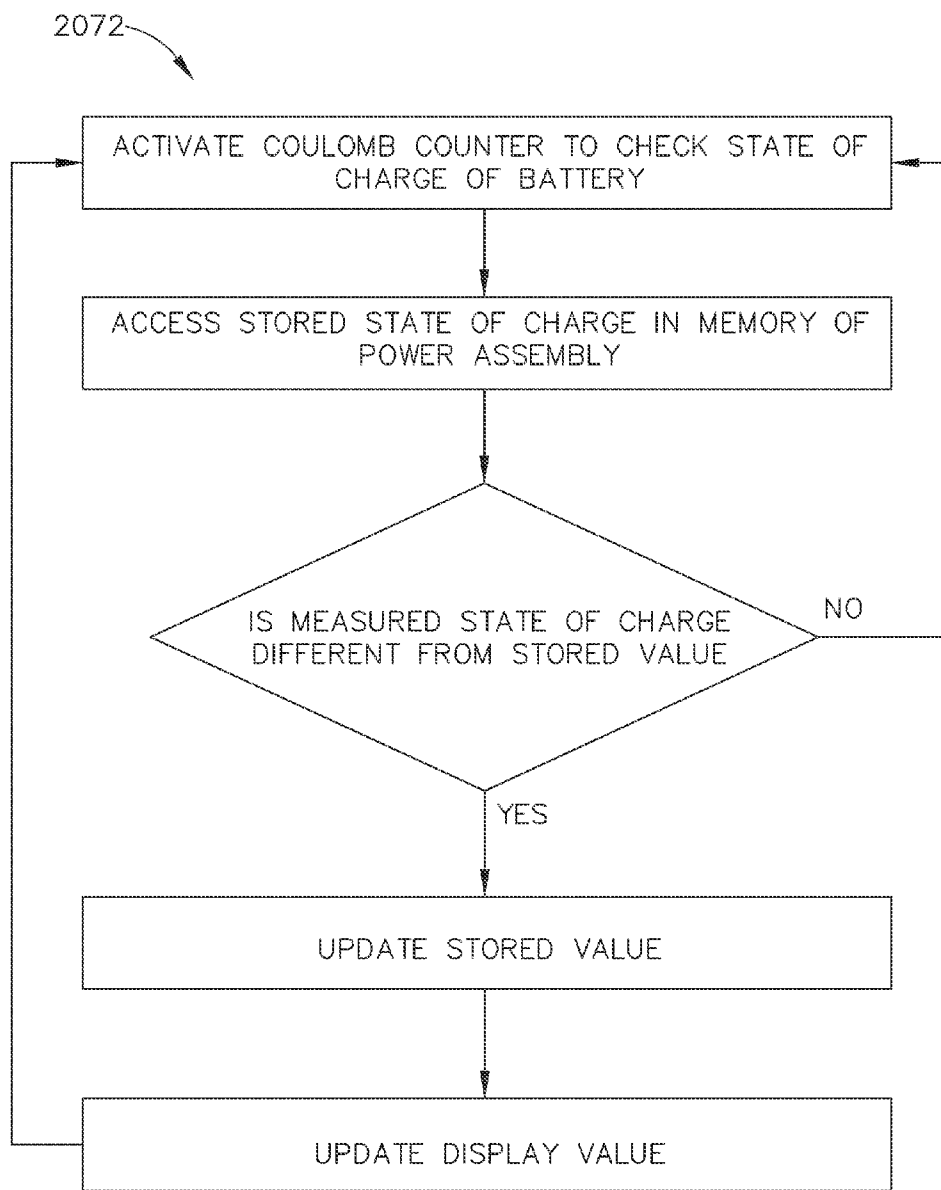 2072
ACTIVATE COULOMB COUNTER TO CHECK STATE OF
CHARGE OF BATTERY
ACCESS STORED STATE OF CHARGE IN MEMORY OF
POWER ASSEMBLY
IS MEASURED STATE OF CHARGE
DIFFERENT FROM STORED VALUE
NO
YES
UPDATE STORED VALUE
UPDATE DISPLAY VALUE